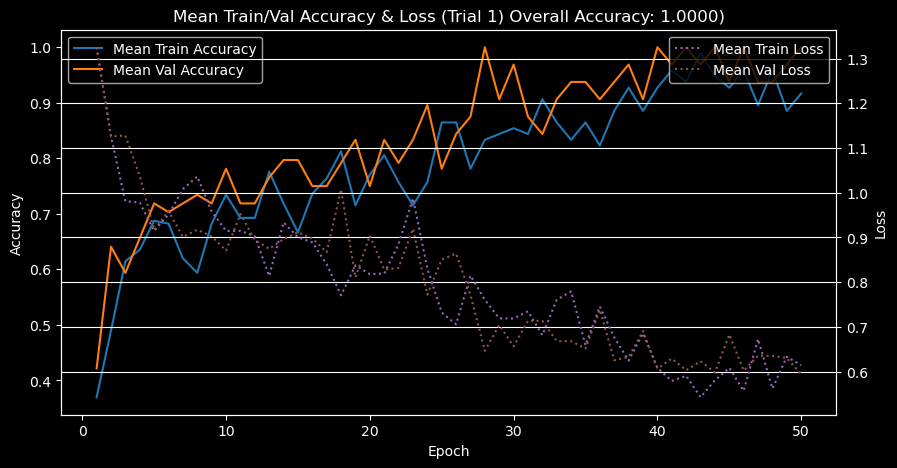 Mean Train/Val Accuracy & Loss (Trial 1) Overall Accuracy: 1.0000)
Mean Train Accuracy
Mean Val Accuracy
Mean Train Loss
Mean Val Loss
1.0
0.9
0.8
0.7
0.6
0.5
0.4
Accuracy
1.3
1.2
1.1
1.0
0.9
0.8
0.7
0.6
Loss
0
10
20
30
40
50
Epoch